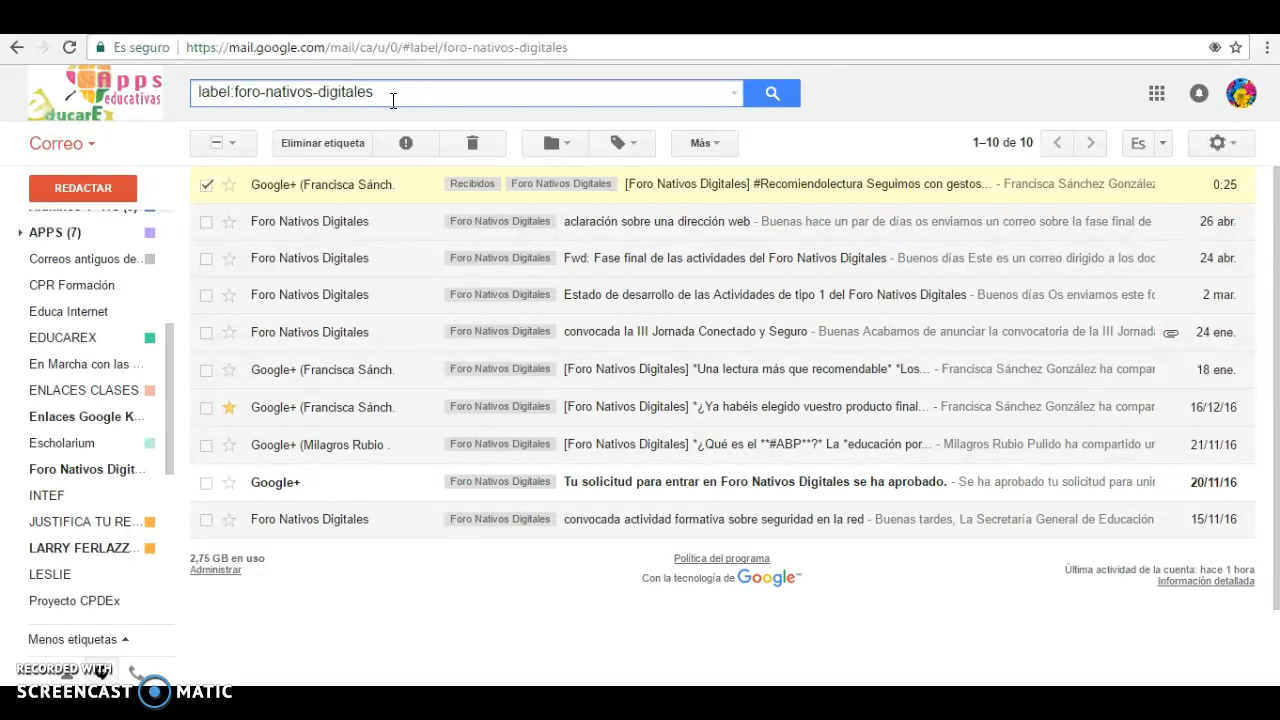 Es seguro https://mail.google.com/mail/ca/u/0/#label/foro-nativos-digitales
Apps
educativas
ducarEx
label:foro-nativos-digitales
Correo
Eliminar etiqueta Más 1–10 de 10 Es
REDACTAR
APPS (7)
Correos antiguos de...
CPR Formación
Educa Internet
EDUCAREX
En Marcha con las ...
ENLACES CLASES
Enlaces Google K...
Escholarium
Foro Nativos Digit...
INTEF
JUSTIFICA TU RE...
LARRY FERLAZZ...
LESLIE
Proyecto CPDEx
Menos etiquetas
Google+ (Francisca Sánch. Recibidos Foro Nativos Digitales [Foro Nativos Digitales] #Recomiendolectura Seguimos con gestos... - Francisca Sánchez González 0:25
Foro Nativos Digitales Foro Nativos Digitales aclaración sobre una dirección web - Buenas hace un par de días os enviamos un correo sobre la fase final de 26 abr.
Foro Nativos Digitales Foro Nativos Digitales Fwd: Fase final de las actividades del Foro Nativos Digitales - Buenos días Este es un correo dirigido a los doc 24 abr.
Foro Nativos Digitales Foro Nativos Digitales Estado de desarrollo de las Actividades de tipo 1 del Foro Nativos Digitales - Buenos días Os enviamos este fo 2 mar.
Foro Nativos Digitales Foro Nativos Digitales convocada la III Jornada Conectado y Seguro - Buenas Acabamos de anunciar la convocatoria de la III Jornada 24 ene.
Google+ (Francisca Sánch. Foro Nativos Digitales [Foro Nativos Digitales] *Una lectura más que recomendable* *Los... - Francisca Sánchez González ha compar 18 ene.
Google+ (Francisca Sánch. Foro Nativos Digitales [Foro Nativos Digitales] *¿Ya habéis elegido vuestro producto final... - Francisca Sánchez González ha compar 16/12/16
Google+ (Milagros Rubio . Foro Nativos Digitales [Foro Nativos Digitales] *¿Qué es el **#ABP**?* La *educación por... - Milagros Rubio Pulido ha compartido un 21/11/16
Google+ Foro Nativos Digitales Tu solicitud para entrar en Foro Nativos Digitales se ha aprobado. - Se ha aprobado tu solicitud para unir 20/11/16
Foro Nativos Digitales Foro Nativos Digitales convocada actividad formativa sobre seguridad en la red - Buenas tardes, La Secretaría General de Educación 15/11/16
2,75 GB en uso
Administrar
Política del programa
Con la tecnología de Google™
Última actividad de la cuenta: hace 1 hora
Información detallada
RECORDED WITH
SCREENCAST MATIC